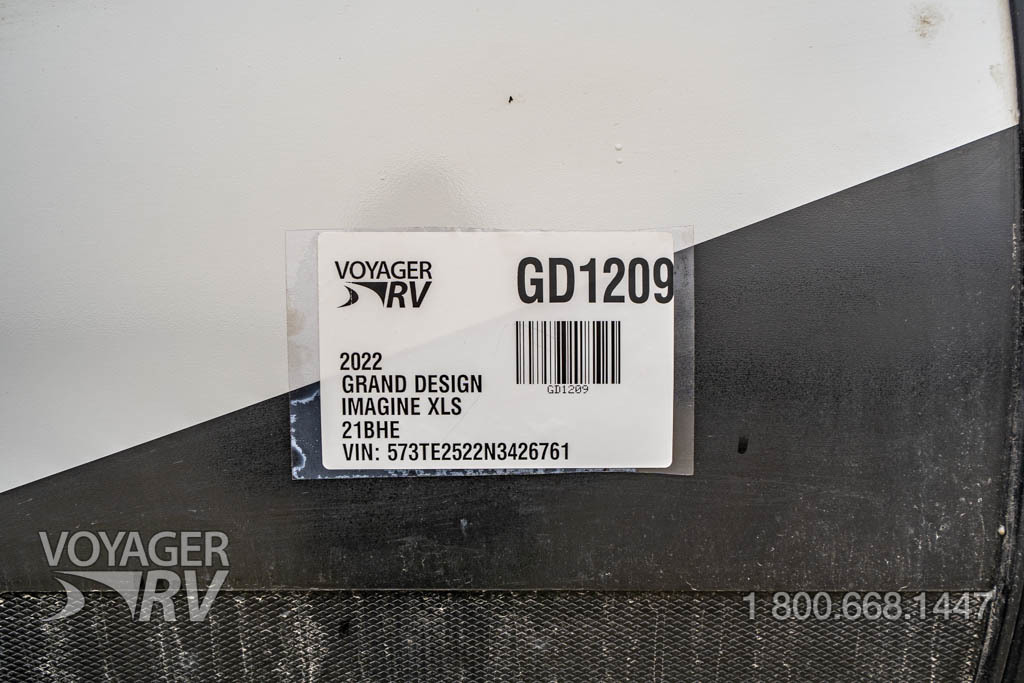 VOYAGER
RV
GD1209
GD1209
2022
GRAND DESIGN
IMAGINE XLS
21BHE
VIN: 573TE2522N3426761
VOYAGER
RV
1 800.668.1447